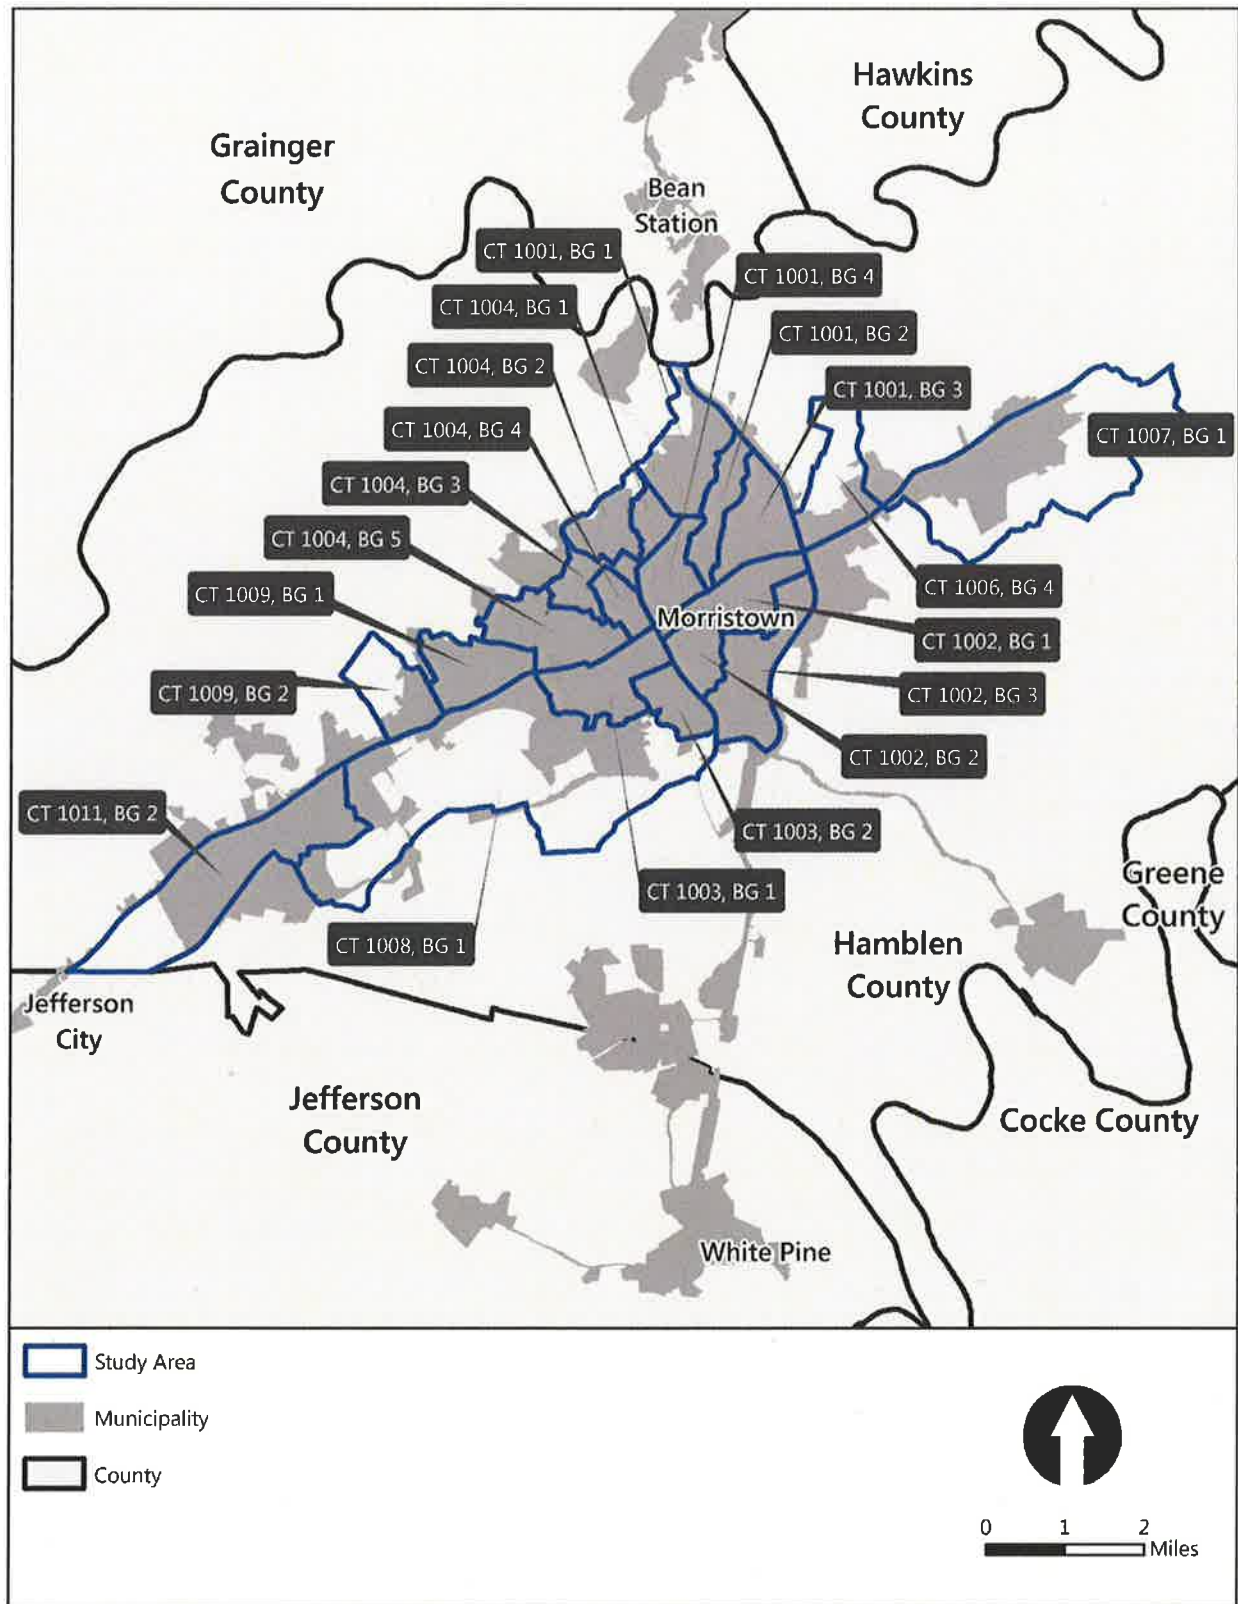 Hawkins
County
Grainger
County
Bean
Station
CT 1001, BG 1
CT 1001, BG 4
CT 1004, BG 1
CT 1001, BG 2
CT 1004, BG 2
CT 1001, BG 3
CT 1004, BG 4
CT 1007, BG 1
CT 1004, BG 3
CT 1004, BG 5
CT 1009, BG 1
CT 1006, BG 4
Morristown
CT 1002, BG 1
CT 1009, BG 2
CT 1002, BG 3
CT 1002, BG 2
CT 1011, BG 2
CT 1003, BG 2
CT 1003, BG 1
Greene
County
CT 1008, BG 1
Hamblen
County
Jefferson
City
Jefferson
County
Cocke County
White Pine
Study Area
Municipality
County
0 1 2
Miles